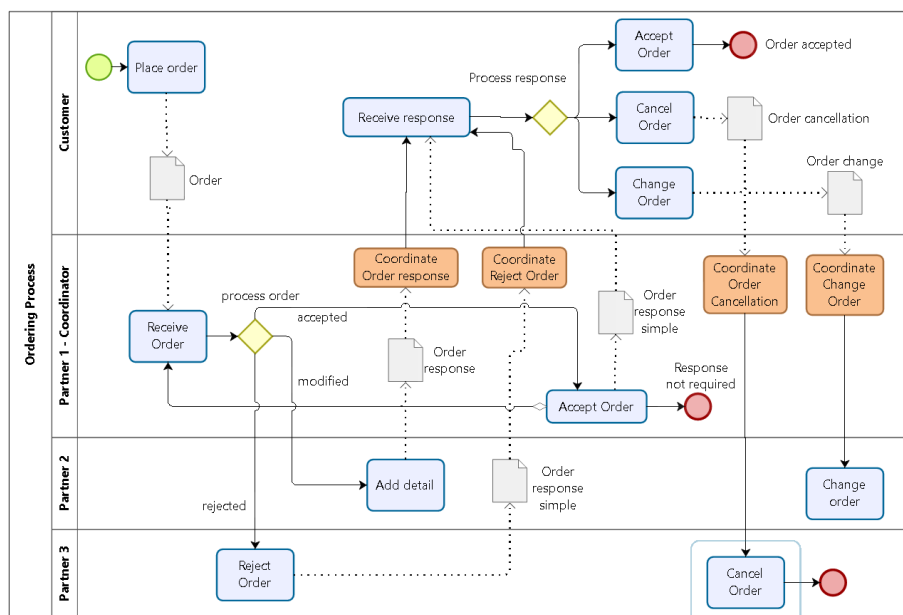 Ordering Process
Customer
Place order
Order
Receive response
Process response
Accept
Order
Order accepted
Cancel
Order
Order cancellation
Change
Order
Order change
Partner 1 - Coordinator
Receive
Order
process order
accepted
modified
rejected
Coordinate
Order response
Order
response
Coordinate
Reject Order
Order
response
simple
Accept Order
Response
not required
Coordinate
Order
Cancellation
Coordinate
Change
Order
Partner 2
Add detail
Order
response
simple
Change
order
Partner 3
Reject
Order
Cancel
Order